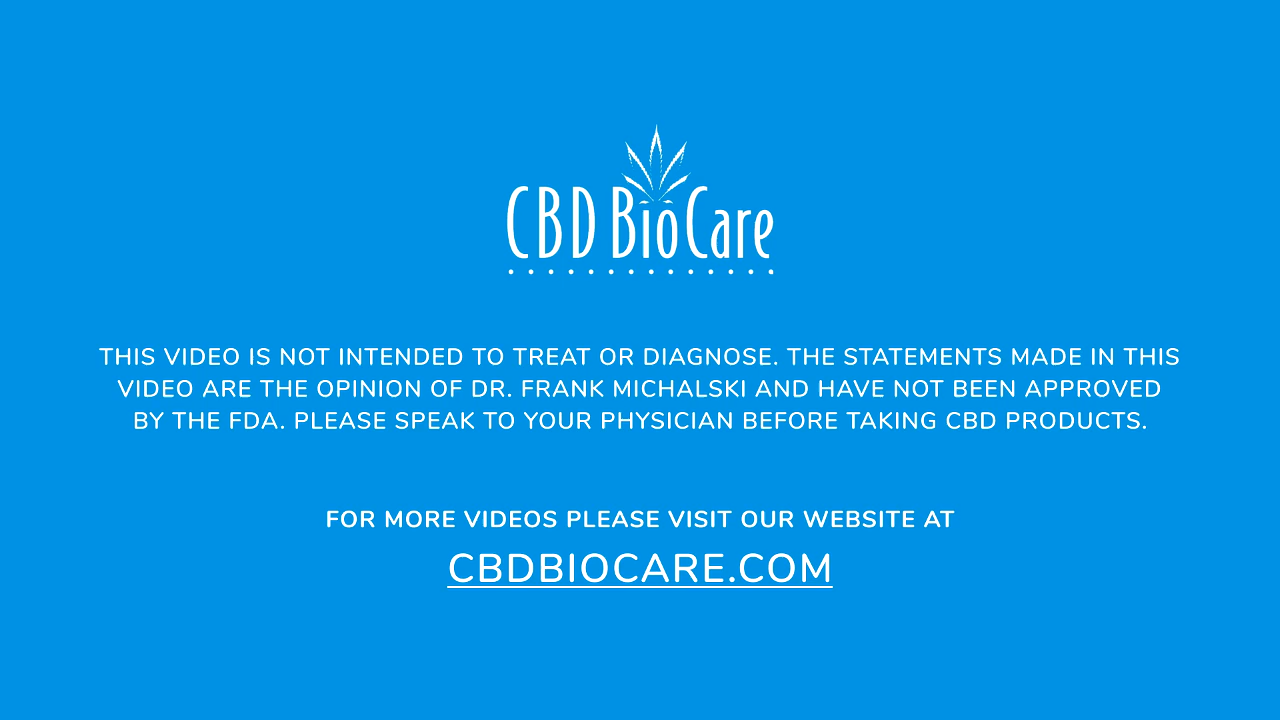 CBD BioCare
THIS VIDEO IS NOT INTENDED TO TREAT OR DIAGNOSE. THE STATEMENTS MADE IN THIS
VIDEO ARE THE OPINION OF DR. FRANK MICHALSKI AND HAVE NOT BEEN APPROVED
BY THE FDA. PLEASE SPEAK TO YOUR PHYSICIAN BEFORE TAKING CBD PRODUCTS.
FOR MORE VIDEOS PLEASE VISIT OUR WEBSITE AT
CBDBIOCARE.COM